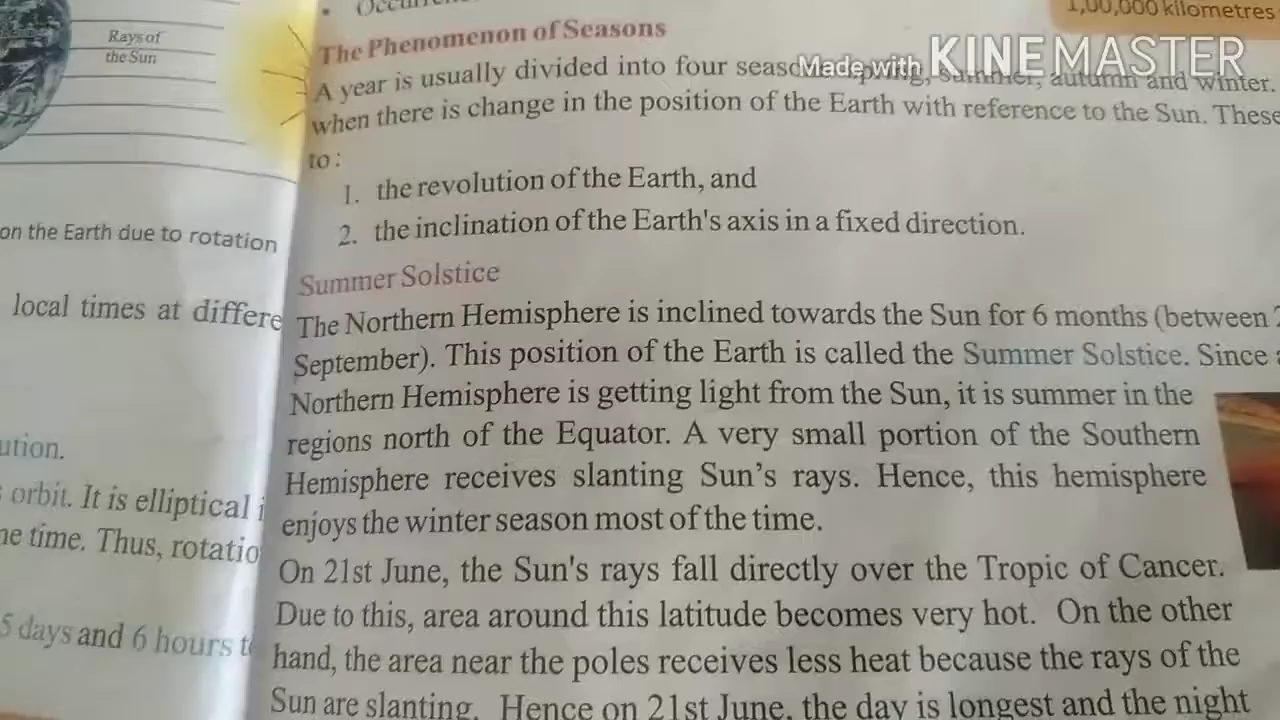 1,00,000 kilometres
Made with KINEMASTER
Rays of
the Sun
on the Earth due to rotation
local times at differe
ution.
orbit. It is elliptical i
ne time. Thus, rotatio
5 days and 6 hours t
The Phenomenon of Seasons
A year is usually divided into four summer, autumn and winter.
when there is change in the position of the Earth with reference to the Sun. These
to:
1. the revolution of the Earth, and
2. the inclination of the Earth's axis in a fixed direction.
Summer Solstice
The Northern Hemisphere is inclined towards the Sun for 6 months (between
September). This position of the Earth is called the Summer Solstice. Since
Northern Hemisphere is getting light from the Sun, it is summer in the
regions north of the Equator. A very small portion of the Southern
Hemisphere receives slanting Sun's rays. Hence, this hemisphere
enjoys the winter season most of the time.
On 21st June, the Sun's rays fall directly over the Tropic of Cancer.
Due to this, area around this latitude becomes very hot. On the other
hand, the area near the poles receives less heat because the rays of the
Sun are slanting. Hence on 21st June, the day is longest and the night